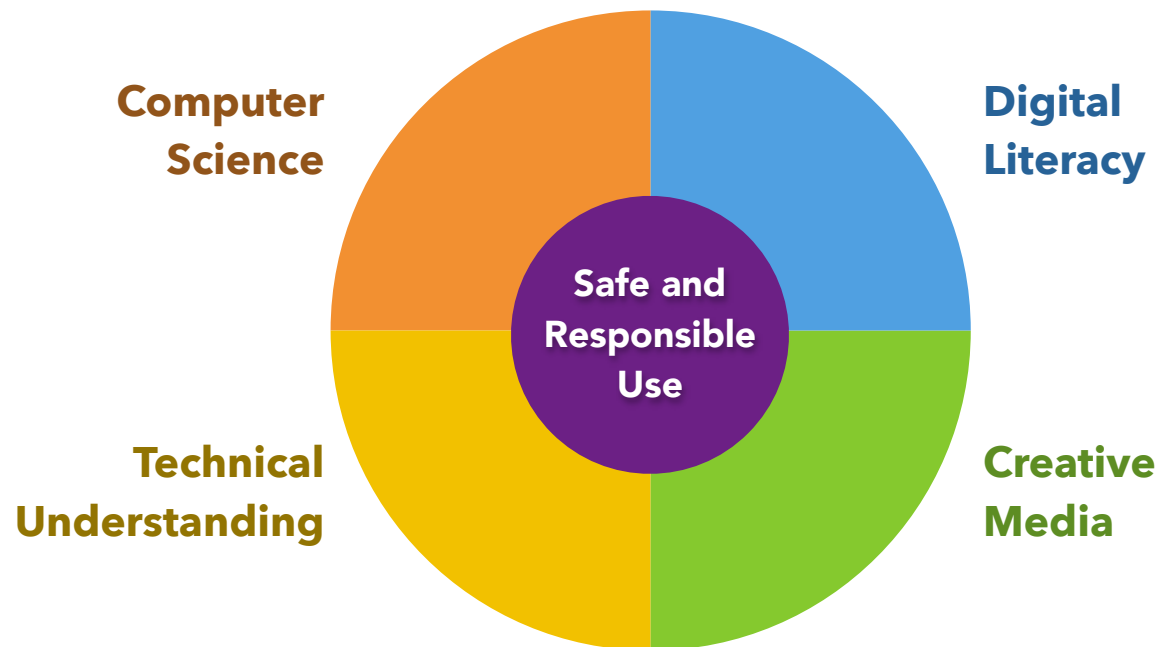 Computer
Science
Digital
Literacy
Safe and
Responsible
Use
Technical
Understanding
Creative
Media